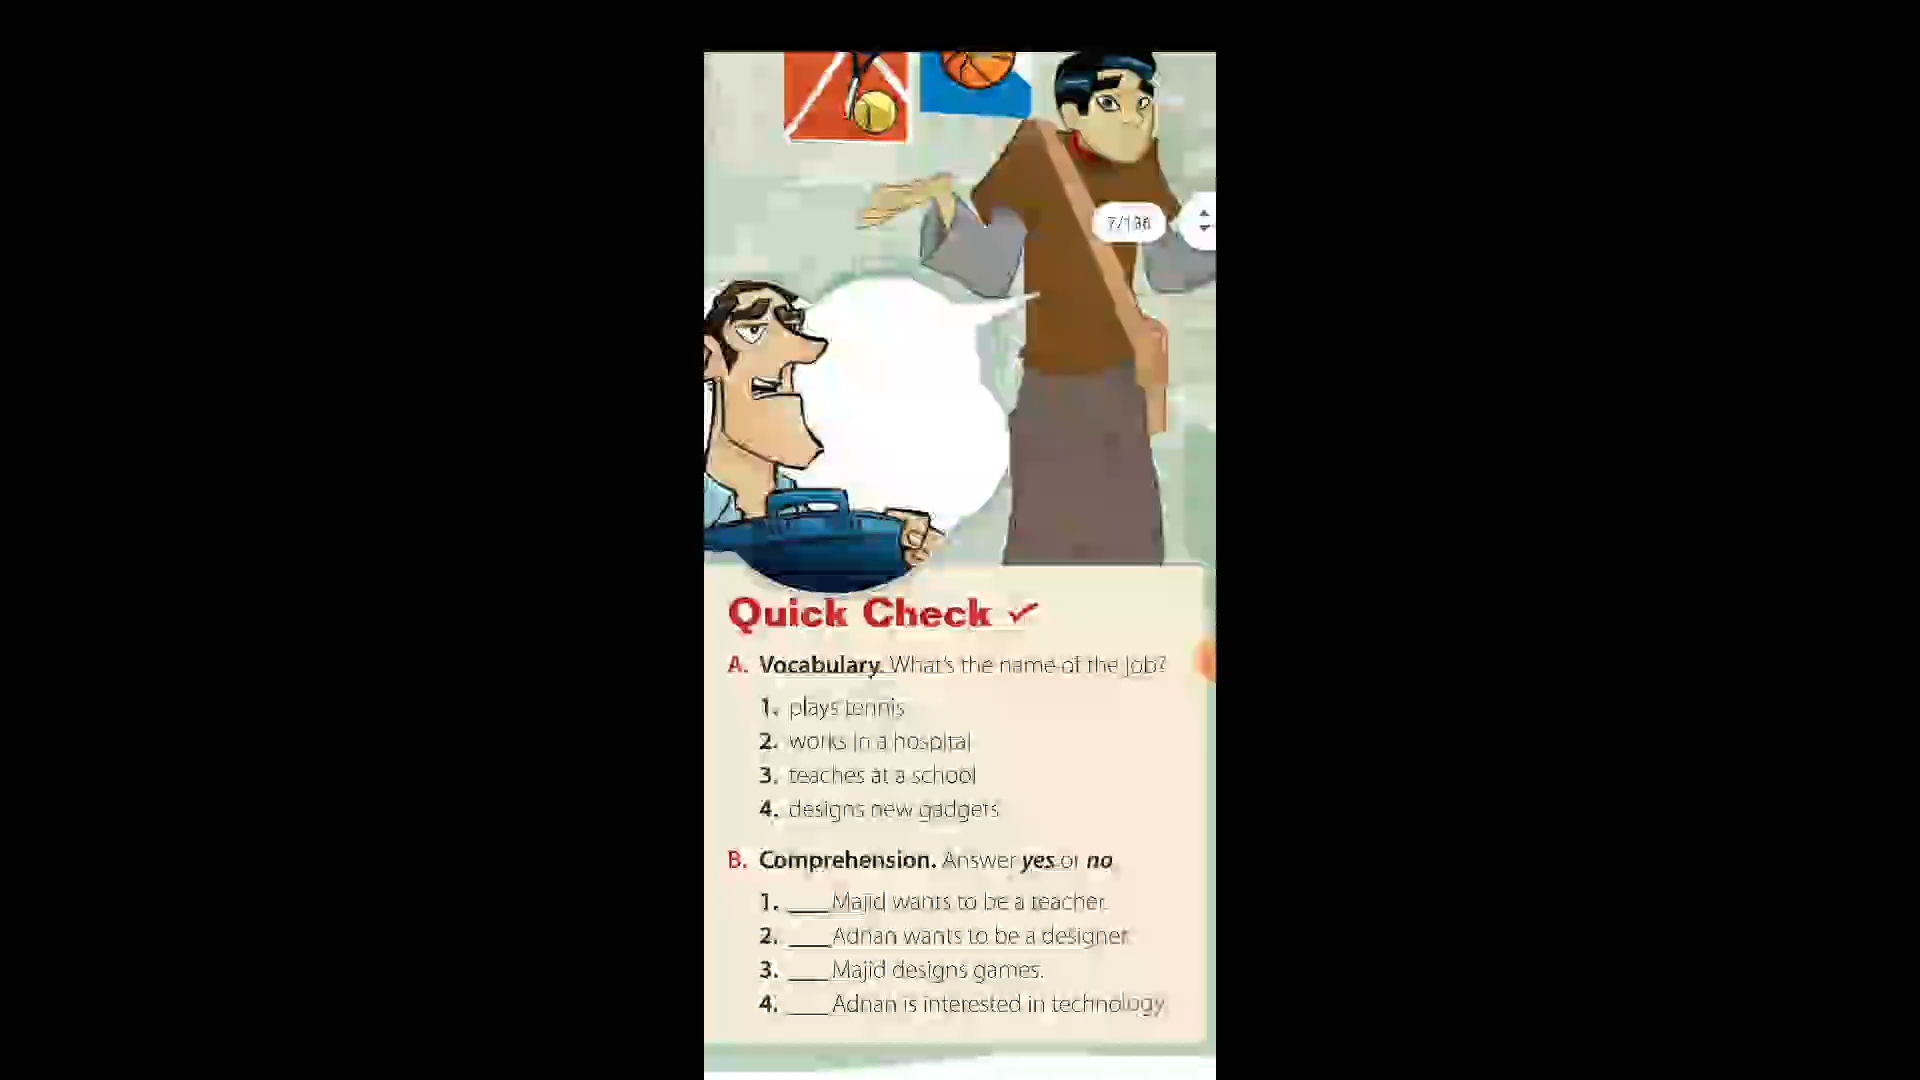 7/136
Quick Check ✓
A. Vocabulary. What's the name of the job?
1. plays tennis
2. works in a hospital
3. teaches at a school
4. designs new gadgets
B. Comprehension. Answer yes or no
1. ____Majid wants to be a teacher.
2. ____Adnan wants to be a designer.
3. ____Majid designs games.
4. ____Adnan is interested in technology.